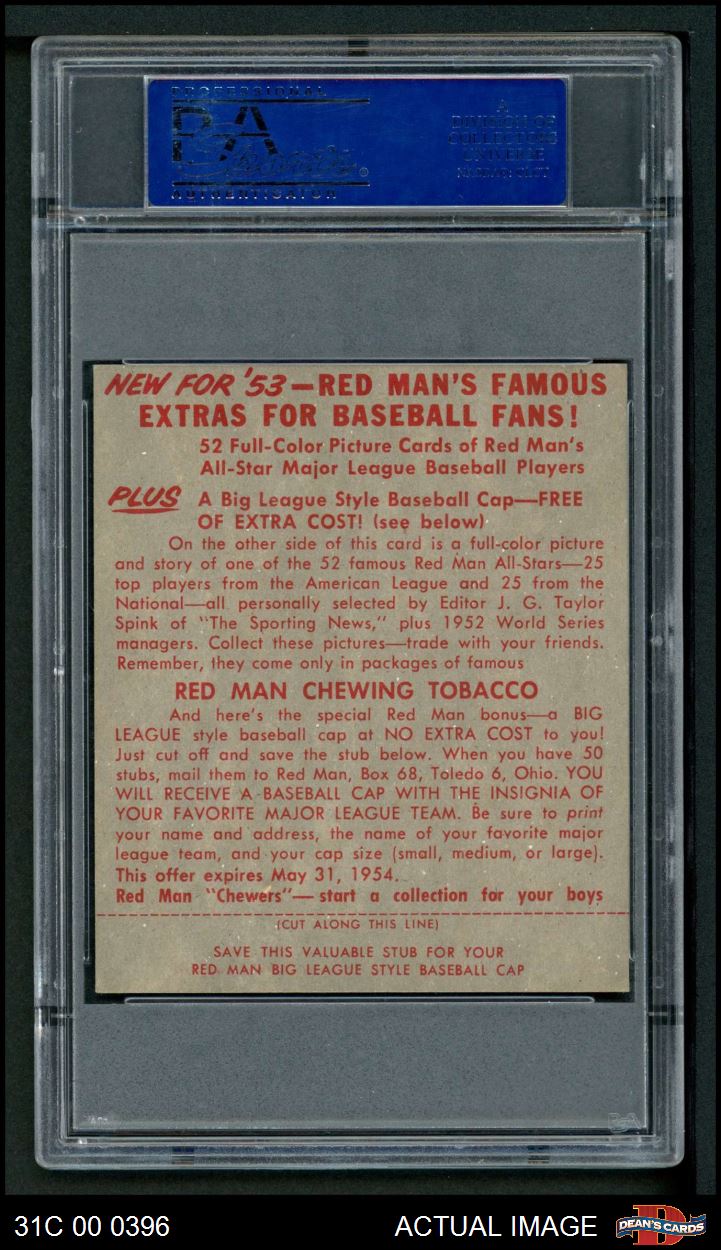 PROFESSIONAL
PSA
Sports
AUTHENTICATOR
®
A
DIVISION OF
COLLECTORS
UNIVERSE
NASDAQ: CLCT
NEW FOR '53—RED MAN'S FAMOUS
EXTRAS FOR BASEBALL FANS!
52 Full-Color Picture Cards of Red Man's
All-Star Major League Baseball Players
PLUS A Big League Style Baseball Cap—FREE
OF EXTRA COST! (see below)
On the other side of this card is a full-color picture
and story of one of the 52 famous Red Man All-Stars—25
top players from the American League and 25 from the
National—all personally selected by Editor J. G. Taylor
Spink of "The Sporting News," plus 1952 World Series
managers. Collect these pictures—trade with your friends.
Remember, they come only in packages of famous
RED MAN CHEWING TOBACCO
And here's the special Red Man bonus—a BIG
LEAGUE style baseball cap at NO EXTRA COST to you!
Just cut off and save the stub below. When you have 50
stubs, mail them to Red Man, Box 68, Toledo 6, Ohio. YOU
WILL RECEIVE A BASEBALL CAP WITH THE INSIGNIA OF
YOUR FAVORITE MAJOR LEAGUE TEAM. Be sure to print
your name and address, the name of your favorite major
league team, and your cap size (small, medium, or large).
This offer expires May 31, 1954.
Red Man "Chewers"—start a collection for your boys
(CUT ALONG THIS LINE)
SAVE THIS VALUABLE STUB FOR YOUR
RED MAN BIG LEAGUE STYLE BASEBALL CAP
PSA
31C 00 0396
ACTUAL IMAGE
D
DEAN'S CARDS